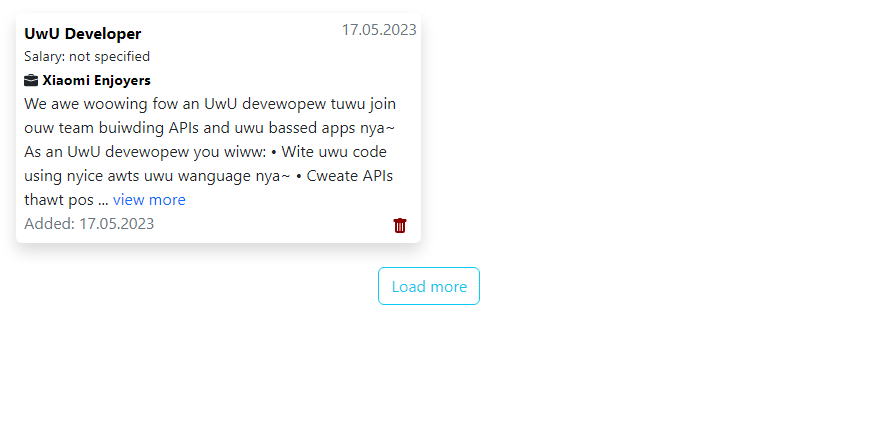 UwU Developer
17.05.2023
Salary: not specified
Xiaomi Enjoyers
We awe woowing fow an UwU devewopew tuwu join
ouw team buiwding APIs and uwu bassed apps nya~
As an UwU devewopew you wiww: • Wite uwu code
using nyice awts uwu wanguage nya~ • Cweate APIs
thawt pos ... view more
Added: 17.05.2023
Load more